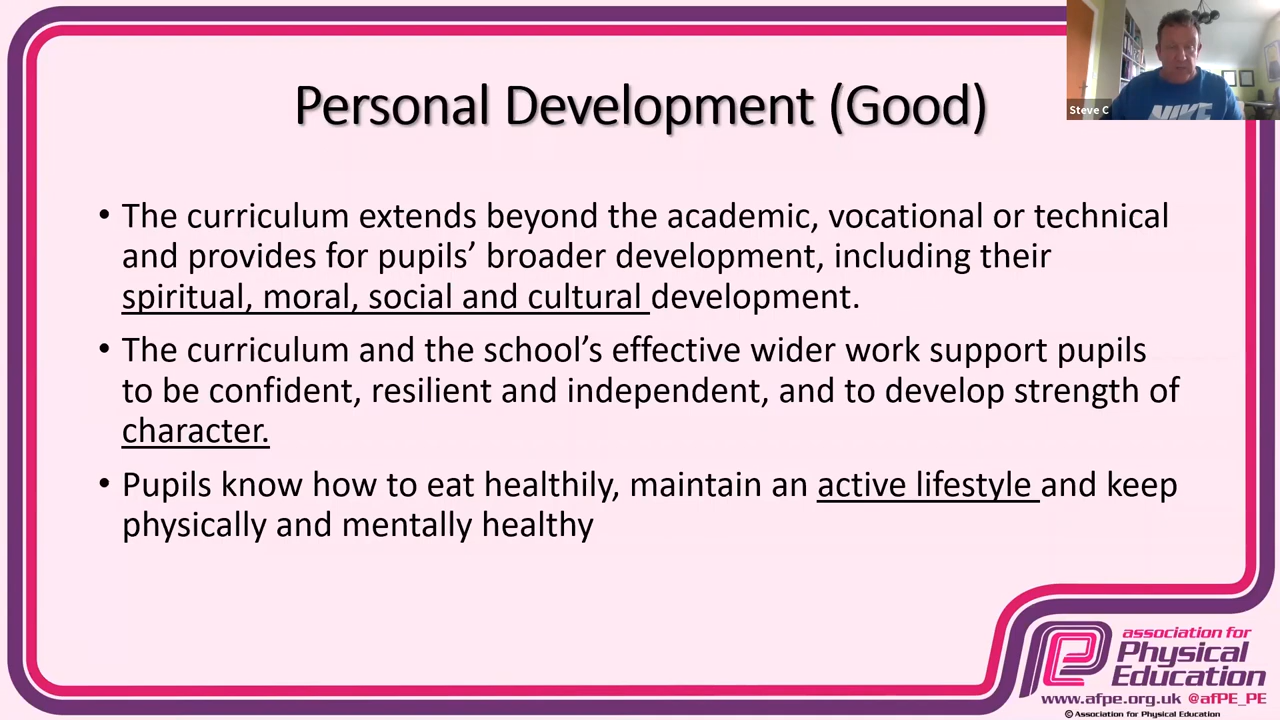 Personal Development (Good)
Steve C
NIKE
• The curriculum extends beyond the academic, vocational or technical
and provides for pupils’ broader development, including their
spiritual, moral, social and cultural development.
• The curriculum and the school’s effective wider work support pupils
to be confident, resilient and independent, and to develop strength of
character.
• Pupils know how to eat healthily, maintain an active lifestyle and keep
physically and mentally healthy
association for
Physical
Education
www.afpe.org.uk @afPE_PE
© Association for Physical Education